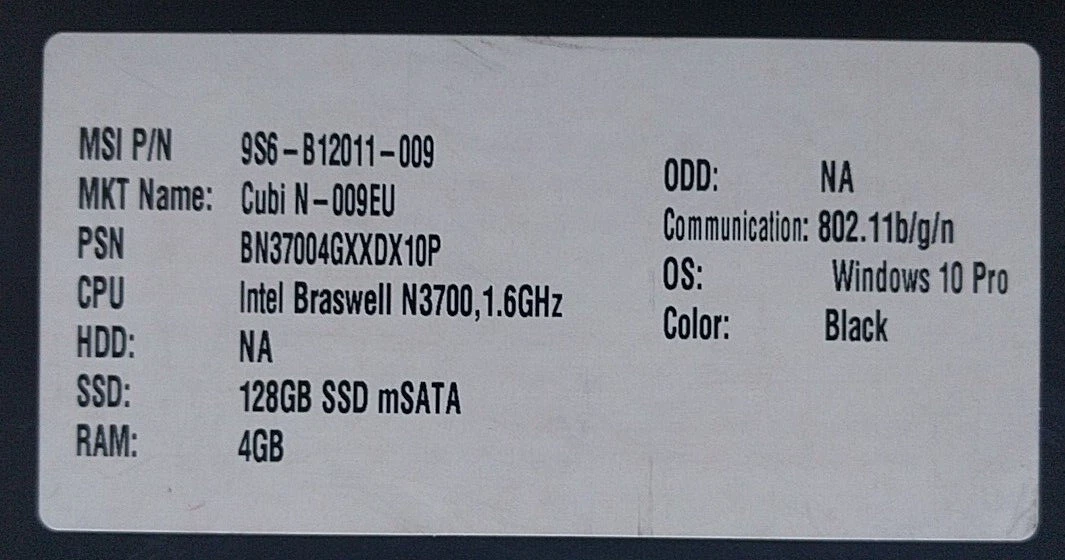 MSI P/N 9S6-B12011-009
MKT Name: Cubi N-009EU
PSN BN37004GXXDX10P
CPU Intel Braswell N3700,1.6GHz
HDD: NA
SSD: 128GB SSD mSATA
RAM: 4GB
ODD: NA
Communication: 802.11b/g/n
OS: Windows 10 Pro
Color: Black